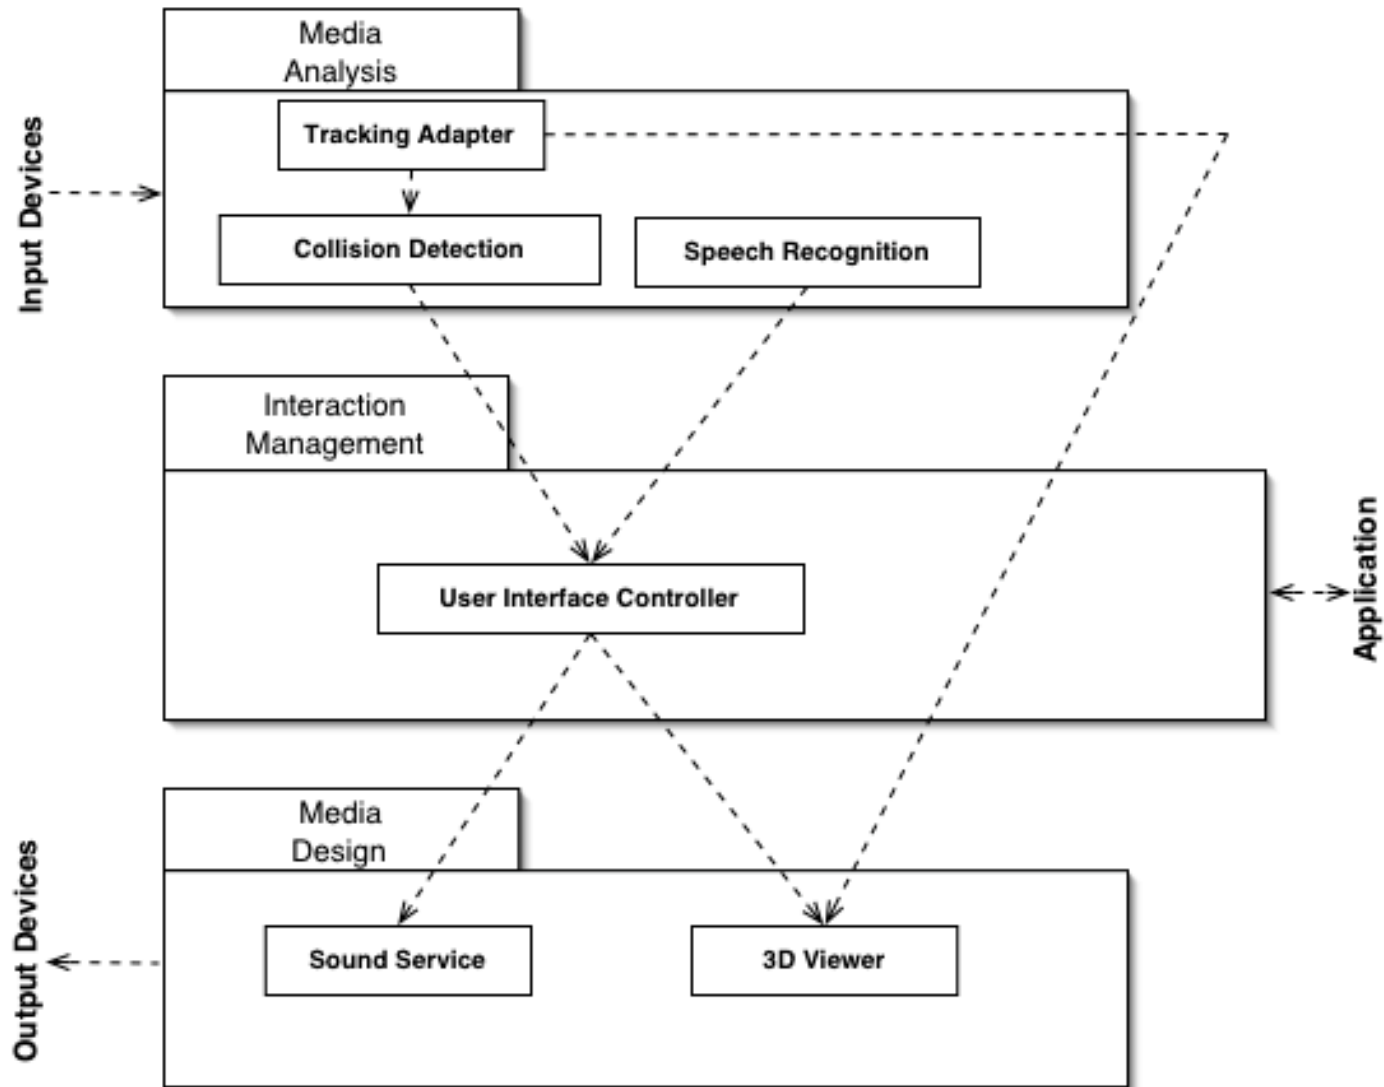 Media
Analysis
Tracking Adapter
Input Devices
Collision Detection
Speech Recognition
Interaction
Management
User Interface Controller
Application
Media
Design
Output Devices
Sound Service
3D Viewer